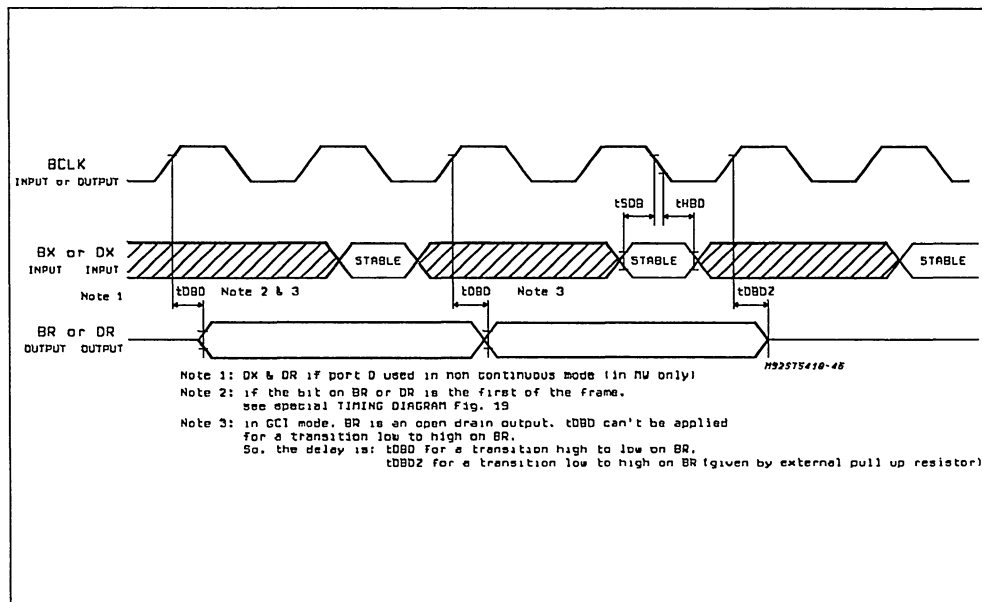 BCLK
INPUT or OUTPUT
tSDB tHBD
BX or DX
INPUT INPUT
STABLE STABLE STABLE
Note 1 tDBD Note 2 & 3 tDBD Note 3 tDBDZ
BR or DR
OUTPUT OUTPUT
M92ST5410-46
Note 1: DX & DR if port D used in non continuous mode (in MW only)
Note 2: if the bit on BR or DR is the first of the frame.
see special TIMING DIAGRAM Fig. 19
Note 3: in GCI mode. BR is an open drain output. tDBD can't be applied
for a transition low to high on BR.
So, the delay is: tDBD for a transition high to low on BR.
tDBDZ for a transition low to high on BR (given by external pull up resistor)